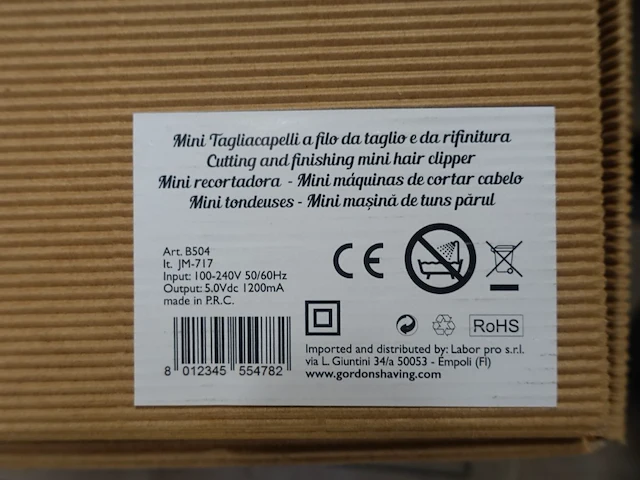 Mini Tagliacapelli a filo da taglio e da rifinitura
Cutting and finishing mini hair clipper
Mini recortadora - Mini máquinas de cortar cabelo
Mini tondeuses - Mini mașină de tuns părul
Art. B504
It. JM-717
Input: 100-240V 50/60Hz
Output: 5.0Vdc 1200mA
made in P.R.C.
CE
RoHS
8 012345 554782
Imported and distributed by: Labor pro s.r.l.
via L. Giuntini 34/a 50053 - Empoli (FI)
www.gordonshaving.com